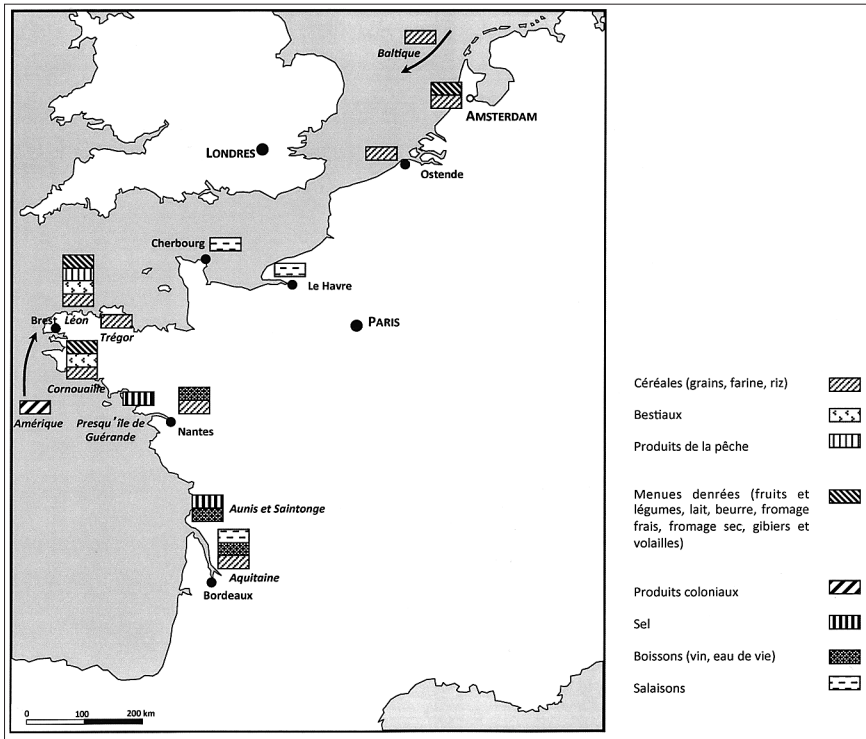 Baltique
AMSTERDAM
LONDRES
Ostende
Cherbourg
Le Havre
Brest
Léon
Trégor
PARIS
Cornouaille
Amérique
Presqu'île de
Guérande
Nantes
Aunis et Saintonge
Aquitaine
Bordeaux
0 100 200 km
Céréales (grains, farine, riz)
Bestiaux
Produits de la pêche
Menues denrées (fruits et
légumes, lait, beurre, fromage
frais, fromage sec, gibiers et
volailles)
Produits coloniaux
Sel
Boissons (vin, eau de vie)
Salaisons